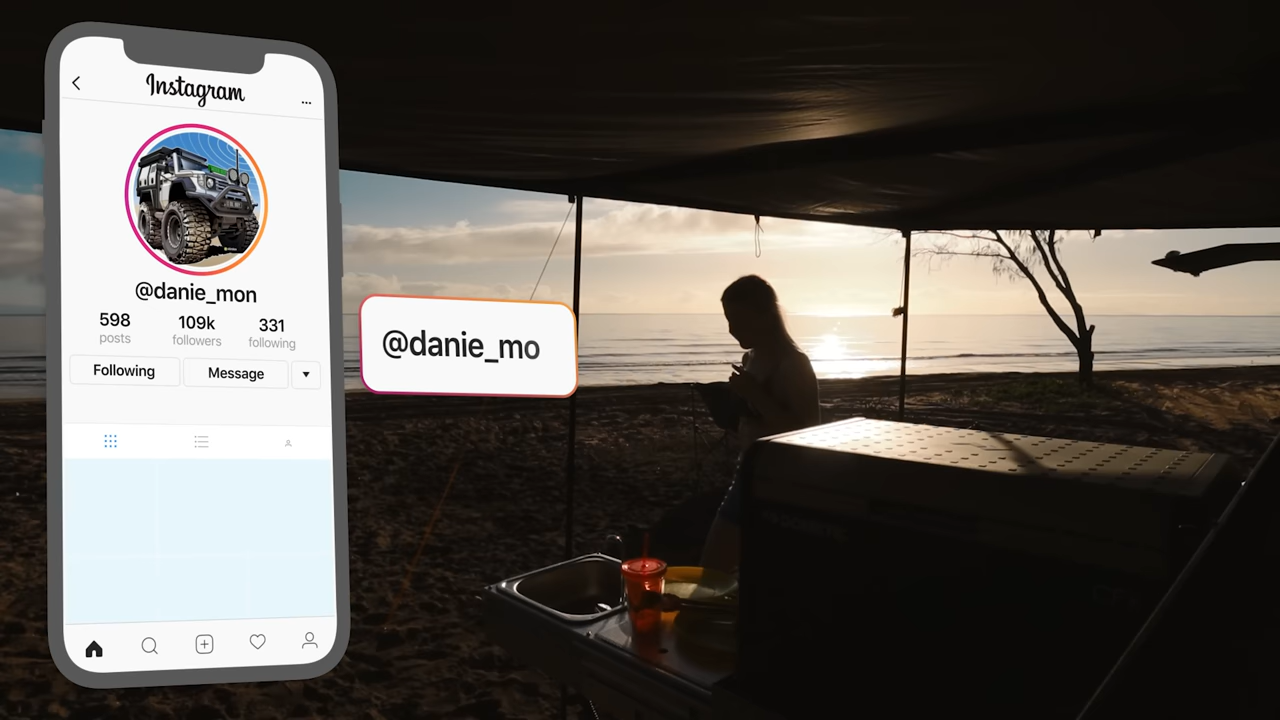 Instagram
...
@danie_mon
598 109k 331
posts followers following
Following Message
@danie_mo